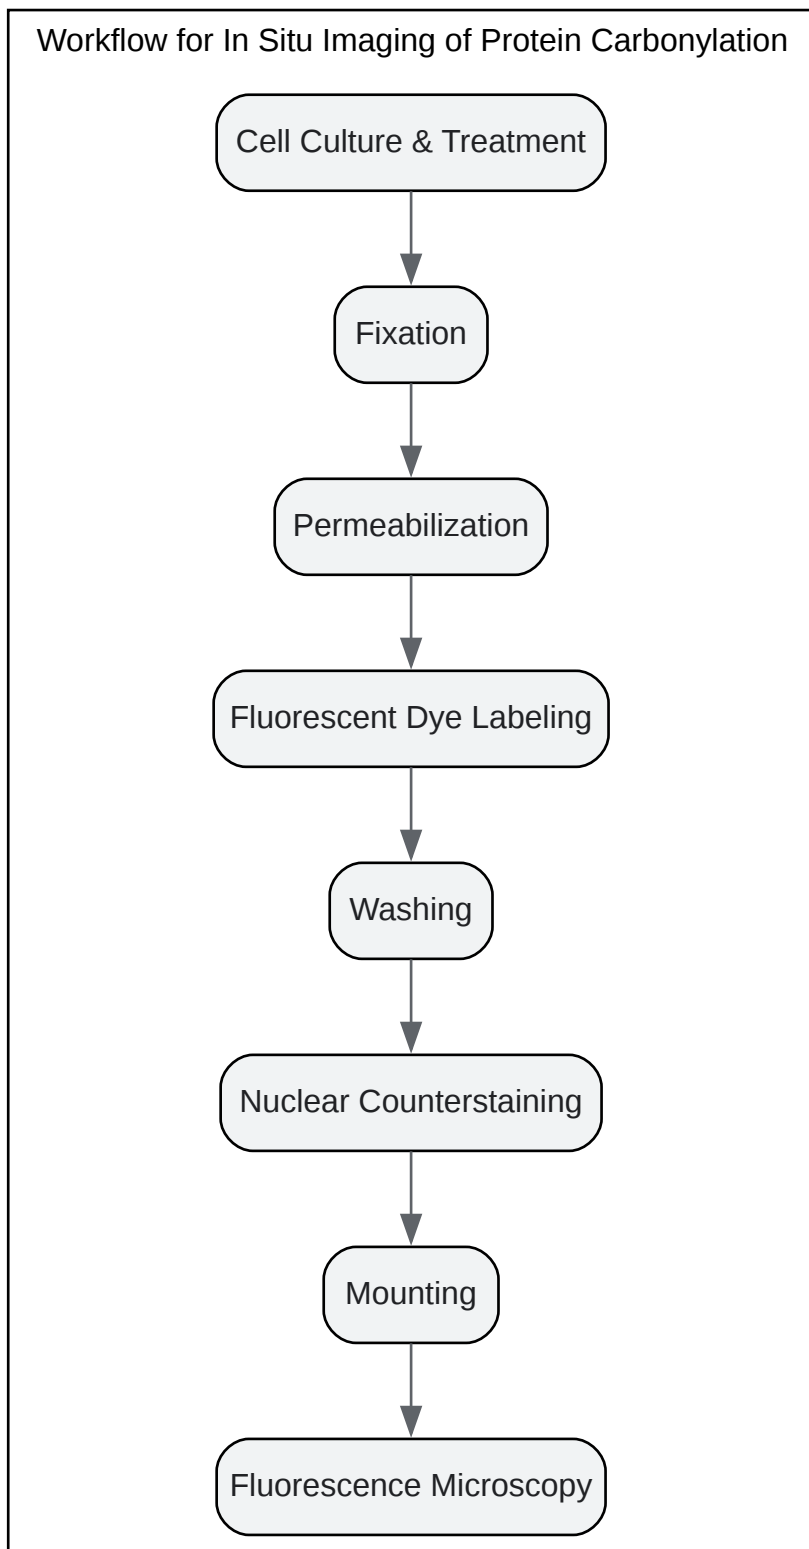 Workflow for In Situ Imaging of Protein Carbonylation
Cell Culture & Treatment
Fixation
Permeabilization
Fluorescent Dye Labeling
Washing
Nuclear Counterstaining
Mounting
Fluorescence Microscopy